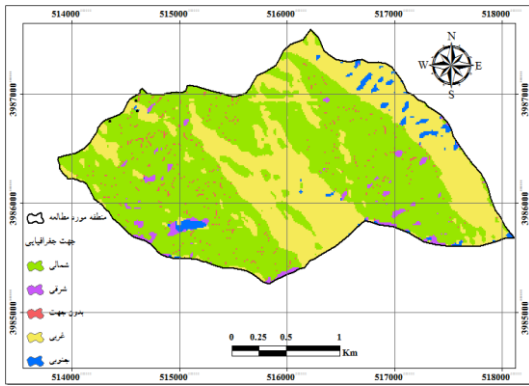 514000 515000 516000 517000 518000
N
W E
S
3987000 3987000
3986000 3986000
3985000 3985000
منطقه مورد مطالعه
جهت جغرافیایی
شمالی
شرقی
بدون جهت
غربی
جنوبی
0 0.25 0.5 1
Km
514000 515000 516000 517000 518000